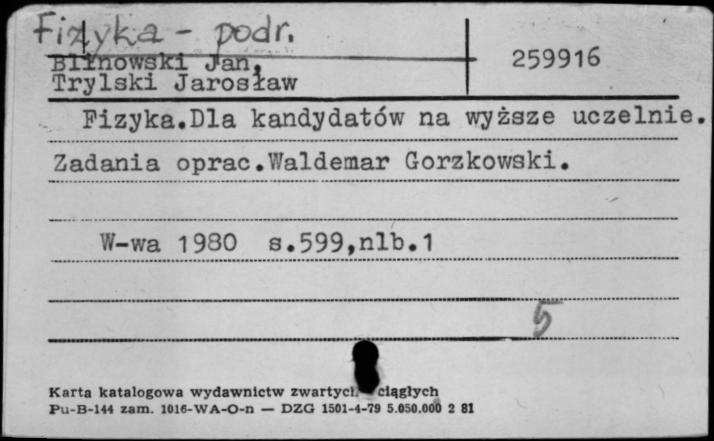 Fizyka - podr.
Blinowski Jan,
259916
Trylski Jarosław
Fizyka.Dla kandydatów na wyższe uczelnie.
Zadania oprac.Waldemar Gorzkowski.
W-wa 1980 s.599,nlb.1
5
Karta katalogowa wydawnictw zwartych ciągłych
Pu-B-144 zam. 1016-WA-O-n — DZG 1501-4-79 5.050.000 2 81